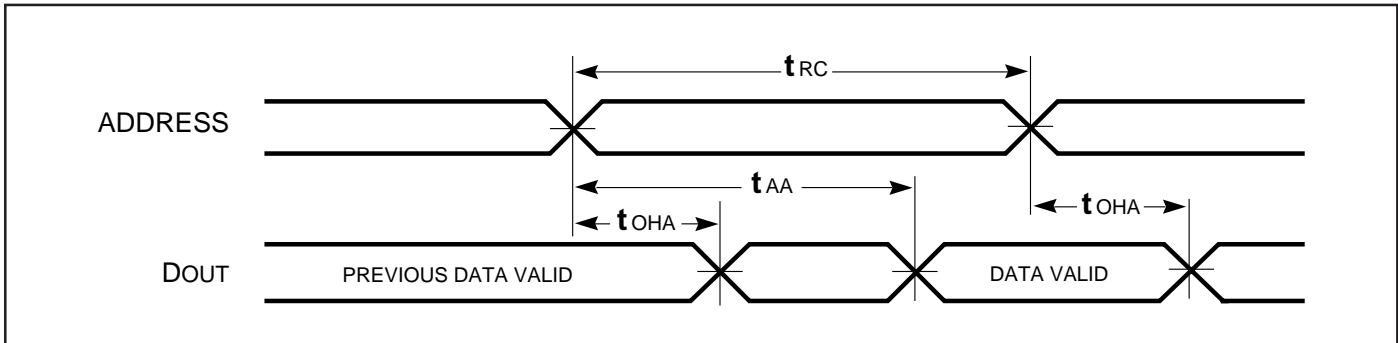 tRC
ADDRESS
tAA
tOHA
tOHA
DOUT
PREVIOUS DATA VALID
DATA VALID